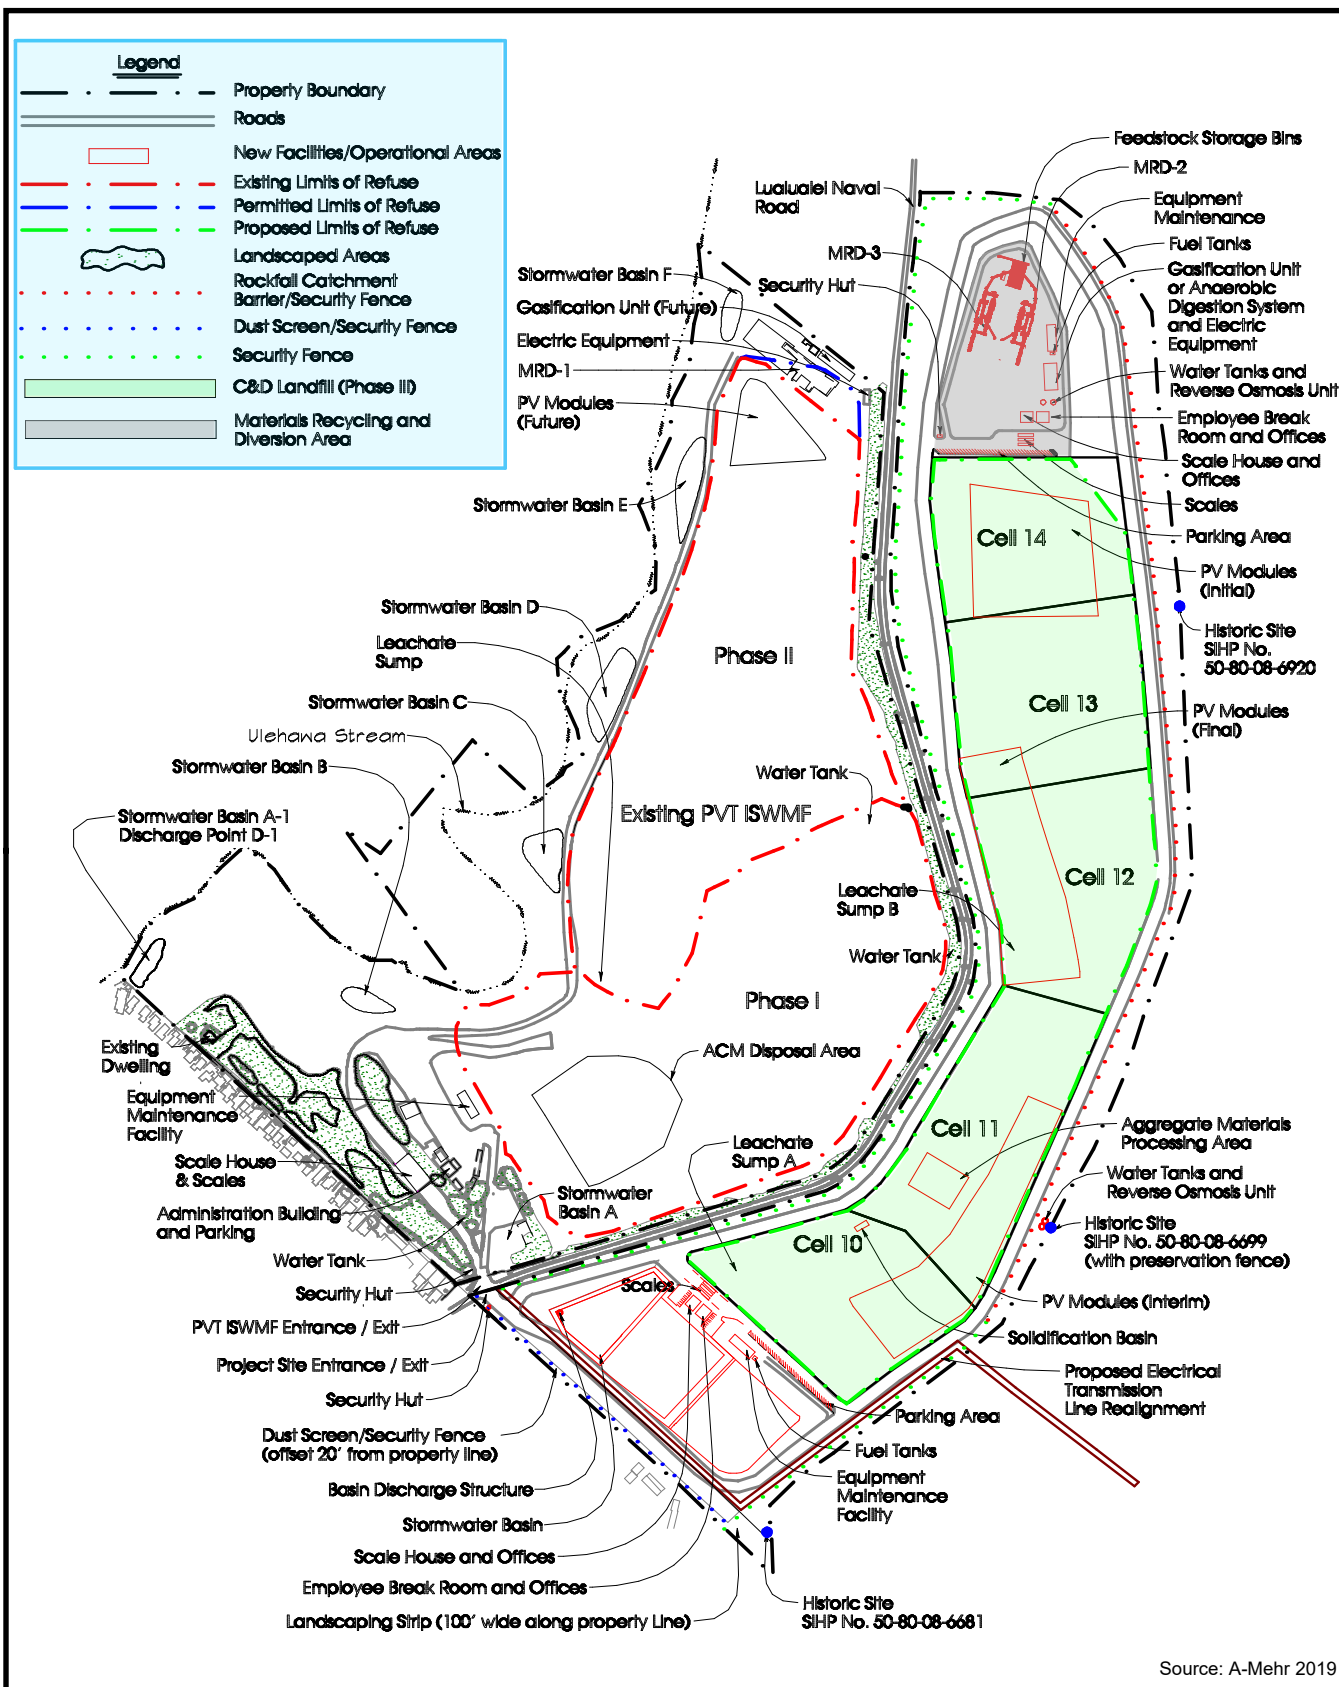 Legend
Property Boundary
Roads
New Facilities/Operational Areas
Existing Limits of Refuse
Permitted Limits of Refuse
Proposed Limits of Refuse
Landscaped Areas
Rockfall Catchment
Barrier/Security Fence
Dust Screen/Security Fence
Security Fence
C&D Landfill (Phase III)
Materials Recycling and
Diversion Area
Feedstock Storage Bins
MRD-2
Equipment
Maintenance
Fuel Tanks
Gasification Unit
or Anaerobic
Digestion System
and Electric
Equipment
Water Tanks and
Reverse Osmosis Unit
Employee Break
Room and Offices
Scale House and
Offices
Scales
Parking Area
PV Modules
(Initial)
Historic Site
SIHP No.
50-80-08-6920
PV Modules
(Final)
Lualualei Naval
Road
MRD-3
Security Hut
Stormwater Basin F
Gasification Unit (Future)
Electric Equipment
MRD-1
PV Modules
(Future)
Stormwater Basin E
Stormwater Basin D
Leachate
Sump
Stormwater Basin C
Ulehawa Stream
Stormwater Basin B
Stormwater Basin A-1
Discharge Point D-1
Phase II
Existing PVT ISWMF
Water Tank
Leachate
Sump B
Water Tank
Phase I
ACM Disposal Area
Cell 14
Cell 13
Cell 12
Cell 11
Cell 10
Existing
Dwelling
Equipment
Maintenance
Facility
Scale House
& Scales
Administration Building
and Parking
Water Tank
Security Hut
PVT ISWMF Entrance / Exit
Project Site Entrance / Exit
Security Hut
Dust Screen/Security Fence
(offset 20' from property line)
Basin Discharge Structure
Stormwater Basin
Scale House and Offices
Employee Break Room and Offices
Landscaping Strip (100' wide along property Line)
Stormwater
Basin A
Leachate
Sump A
Scales
Aggregate Materials
Processing Area
Water Tanks and
Reverse Osmosis Unit
Historic Site
SIHP No. 50-80-08-6699
(with preservation fence)
PV Modules (Interim)
Solidification Basin
Proposed Electrical
Transmission
Line Realignment
Parking Area
Fuel Tanks
Equipment
Maintenance
Facility
Historic Site
SIHP No. 50-80-08-6681
Source: A-Mehr 2019